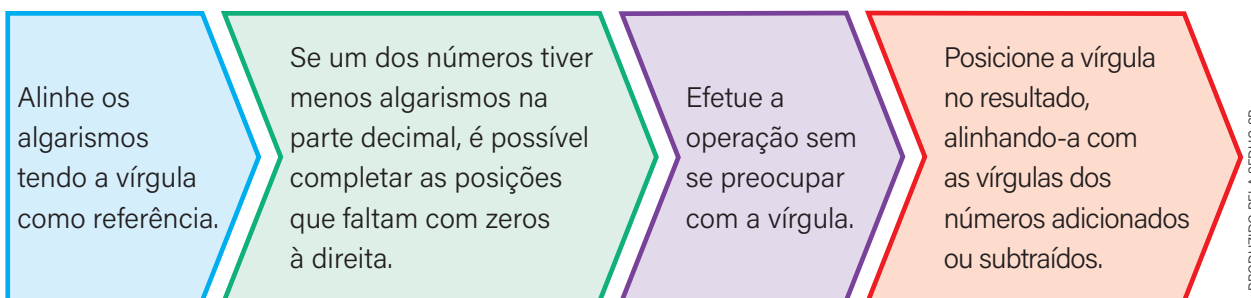 Alinhe os
algarismos
tendo a vírgula
como referência.
Se um dos números tiver
menos algarismos na
parte decimal, é possível
completar as posições
que faltam com zeros
à direita.
Efetue a
operação sem
se preocupar
com a vírgula.
Posicione a vírgula
no resultado,
alinhando-a com
as vírgulas dos
números adicionados
ou subtraídos.